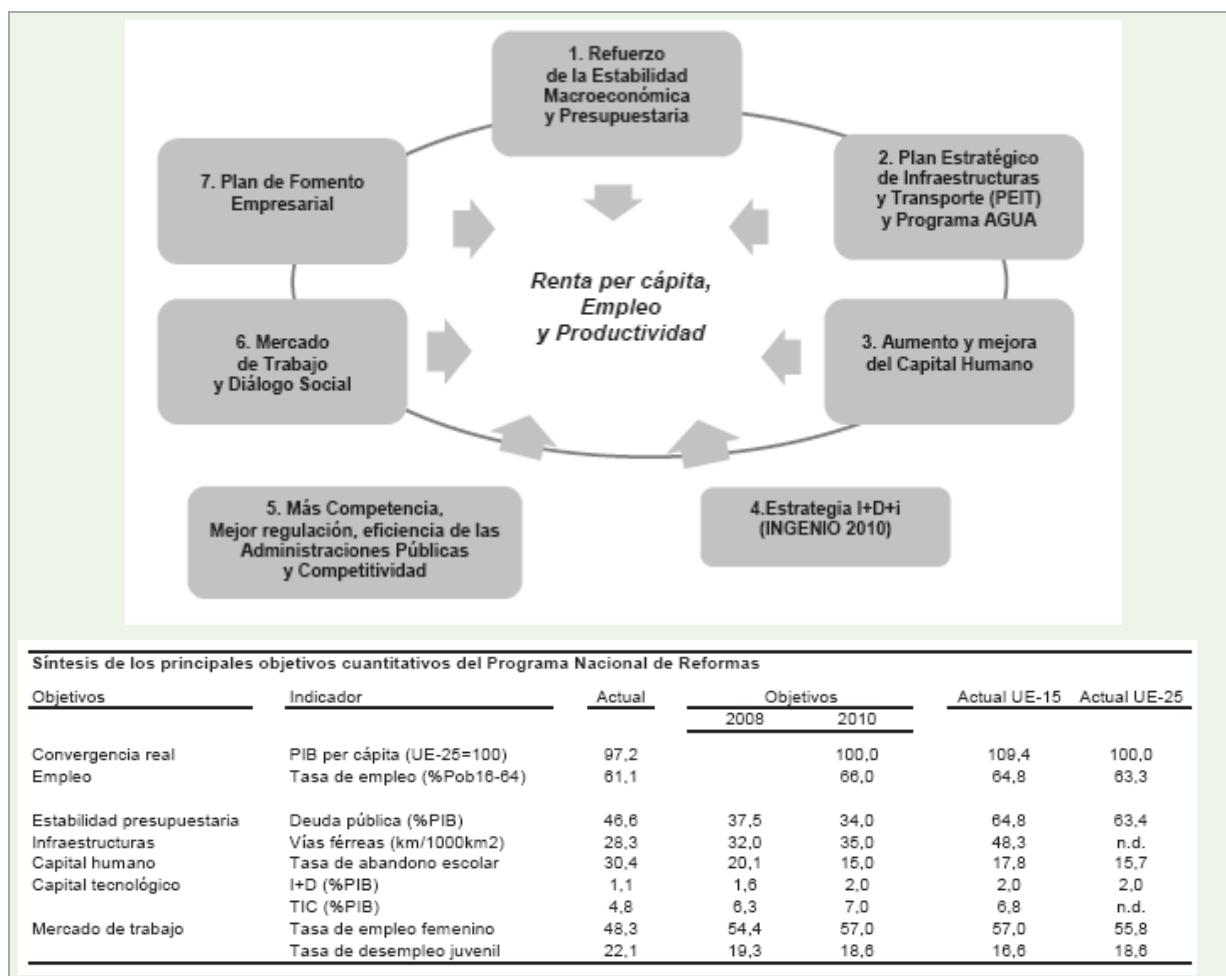 1. Refuerzo
de la Estabilidad
Macroeconómica
y Presupuestaria
7. Plan de Fomento
Empresarial
2. Plan Estratégico
de Infraestructuras
y Transporte (PEIT)
y Programa AGUA
Renta per cápita,
Empleo
y Productividad
6. Mercado
de Trabajo
y Diálogo Social
3. Aumento y mejora
del Capital Humano
5. Más Competencia,
Mejor regulación, eficiencia de las
Administraciones Públicas
y Competitividad
4.Estrategia I+D+i
(INGENIO 2010)
Síntesis de los principales objetivos cuantitativos del Programa Nacional de Reformas
Objetivos Indicador Actual Objetivos Actual UE-15 Actual UE-25
2008 2010
Convergencia real PIB per cápita (UE-25=100) 97,2 100,0 109,4 100,0
Empleo Tasa de empleo (%Pob16-64) 61,1 66,0 64,8 63,3
Estabilidad presupuestaria Deuda pública (%PIB) 46,6 37,5 34,0 64,8 63,4
Infraestructuras Vías férreas (km/1000km2) 28,3 32,0 35,0 48,3 n.d.
Capital humano Tasa de abandono escolar 30,4 20,1 15,0 17,8 15,7
Capital tecnológico I+D (%PIB) 1,1 1,6 2,0 2,0 2,0
TIC (%PIB) 4,8 6,3 7,0 6,8 n.d.
Mercado de trabajo Tasa de empleo femenino 48,3 54,4 57,0 57,0 55,8
Tasa de desempleo juvenil 22,1 19,3 18,6 16,6 18,6